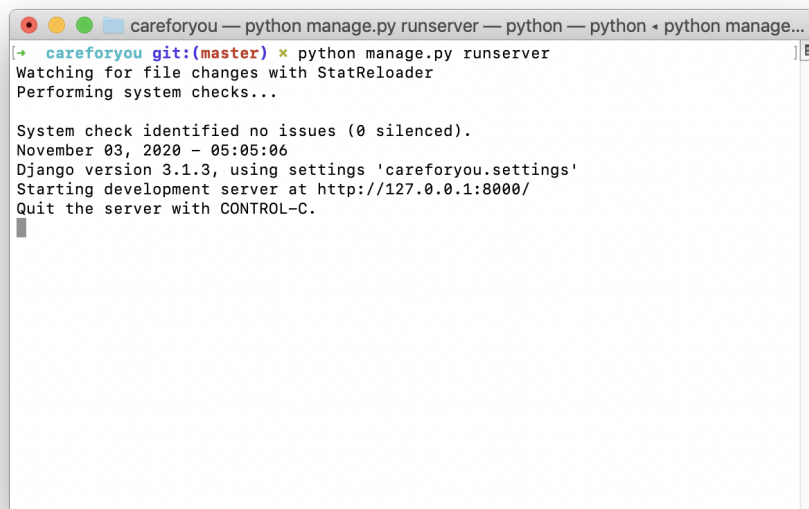 careforyou — python manage.py runserver — python — python ◂ python manage...
[➜  careforyou git:(master) ✗ python manage.py runserver ]
Watching for file changes with StatReloader
Performing system checks...
System check identified no issues (0 silenced).
November 03, 2020 - 05:05:06
Django version 3.1.3, using settings 'careforyou.settings'
Starting development server at http://127.0.0.1:8000/
Quit the server with CONTROL-C.